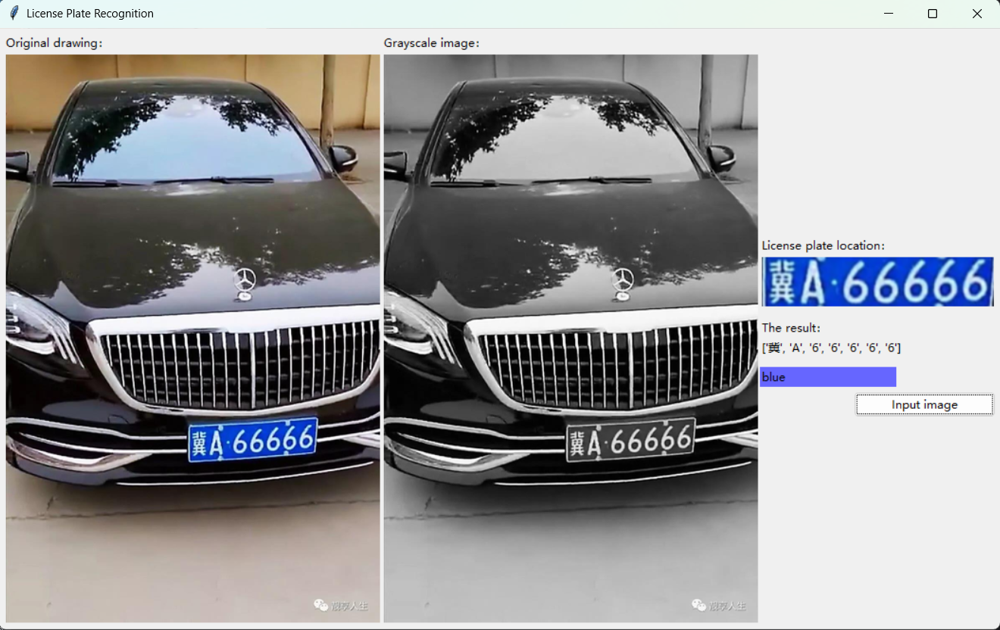 License Plate Recognition
Original drawing:
Grayscale image:
冀A·66666
冀A·66666
License plate location:
冀A·66666
The result:
['冀', 'A', '6', '6', '6', '6', '6']
blue
Input image